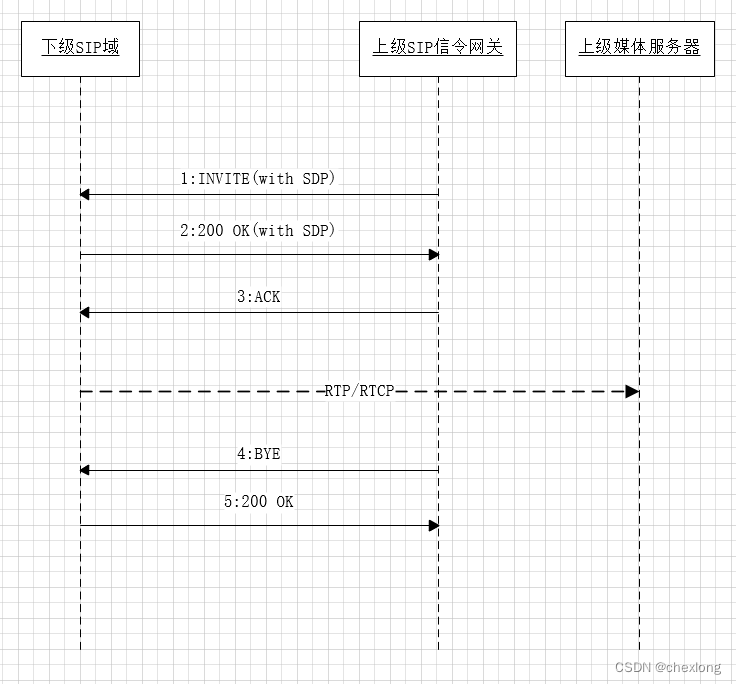 下级SIP域
上级SIP信令网关
上级媒体服务器
1:INVITE(with SDP)
2:200 OK(with SDP)
3:ACK
RTP/RTCP
4:BYE
5:200 OK
CSDN @chexlong